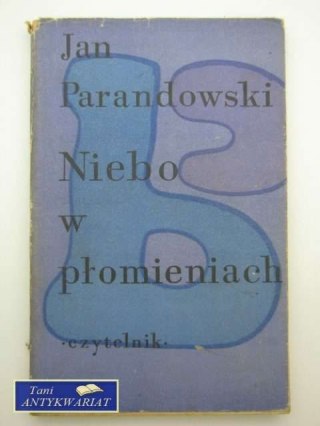 Jan
Parandowski
Niebo
w
płomieniach
·czytelnik·
Tani
ANTYKWARIAT